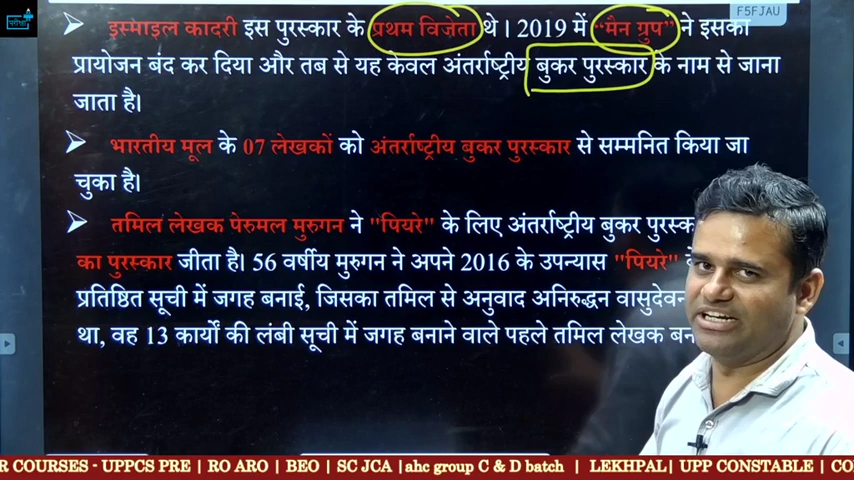 परीक्षा
F5FJAU
इस्माइल कादरी इस पुरस्कार के प्रथम विजेता थे। 2019 में “मैन ग्रुप” ने इसका
प्रायोजन बंद कर दिया और तब से यह केवल अंतर्राष्ट्रीय बुकर पुरस्कार के नाम से जाना
जाता है।
भारतीय मूल के 07 लेखकों को अंतर्राष्ट्रीय बुकर पुरस्कार से सम्मनित किया जा
चुका है।
तमिल लेखक पेरुमल मुरुगन ने "पियरे" के लिए अंतर्राष्ट्रीय बुकर
का पुरस्कार जीता है। 56 वर्षीय मुरुगन ने अपने 2016 के उपन्यास "पियरे"
प्रतिष्ठित सूची में जगह बनाई, जिसका तमिल से अनुवाद अनिरुद्धन वासुदेवन
था, वह 13 कार्यों की लंबी सूची में जगह बनाने वाले पहले तमिल लेखक
R COURSES - UPPCS PRE | RO ARO | BEO | SC JCA |ahc group C & D batch | LEKHPAL| UPP CONSTABLE | CO